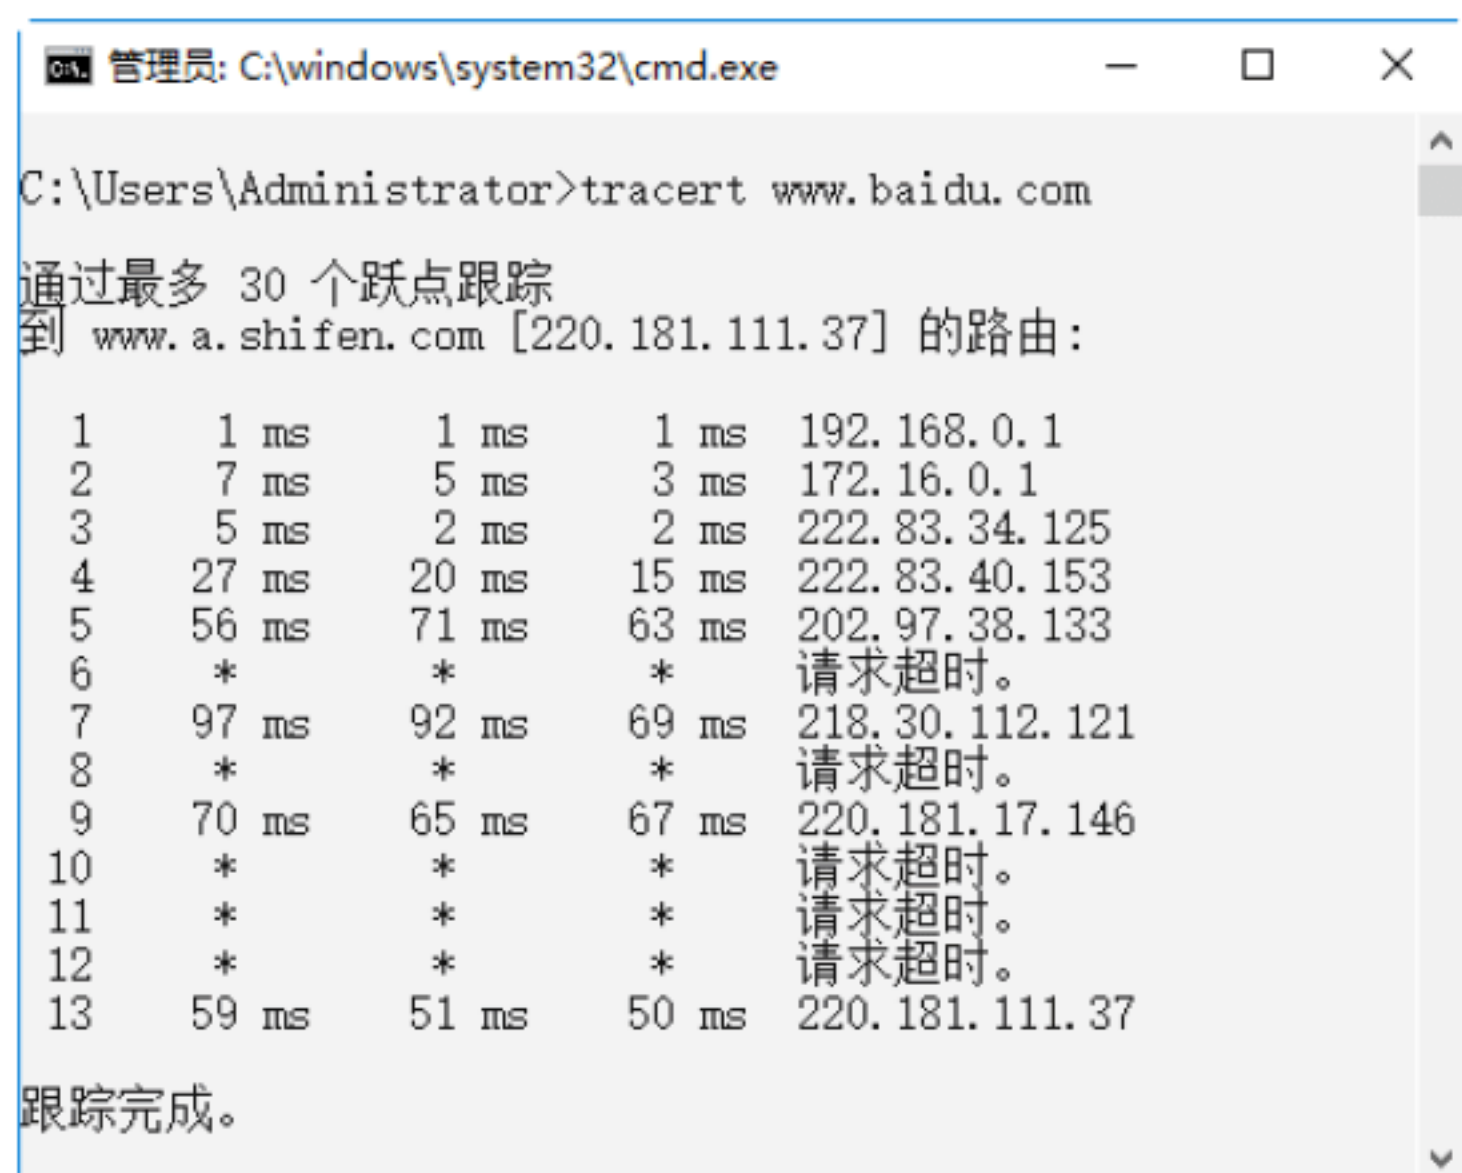 管理员: C:\windows\system32\cmd.exe
C:\Users\Administrator>tracert www.baidu.com
通过最多 30 个跃点跟踪
到 www.a.shifen.com [220.181.111.37] 的路由:
1 1 ms 1 ms 1 ms 192.168.0.1
2 7 ms 5 ms 3 ms 172.16.0.1
3 5 ms 2 ms 2 ms 222.83.34.125
4 27 ms 20 ms 15 ms 222.83.40.153
5 56 ms 71 ms 63 ms 202.97.38.133
6 * * * 请求超时。
7 97 ms 92 ms 69 ms 218.30.112.121
8 * * * 请求超时。
9 70 ms 65 ms 67 ms 220.181.17.146
10 * * * 请求超时。
11 * * * 请求超时。
12 * * * 请求超时。
13 59 ms 51 ms 50 ms 220.181.111.37
跟踪完成。